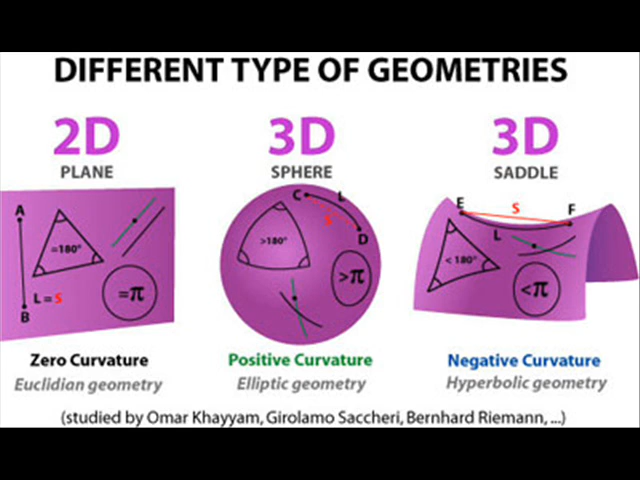 DIFFERENT TYPE OF GEOMETRIES
2D
PLANE
A
=180°
L = S
B
=π
Zero Curvature
Euclidian geometry
3D
SPHERE
C
L
S
D
>180°
>π
Positive Curvature
Elliptic geometry
3D
SADDLE
E
S
F
L
< 180°
<π
Negative Curvature
Hyperbolic geometry
(studied by Omar Khayyam, Girolamo Saccheri, Bernhard Riemann, ...)